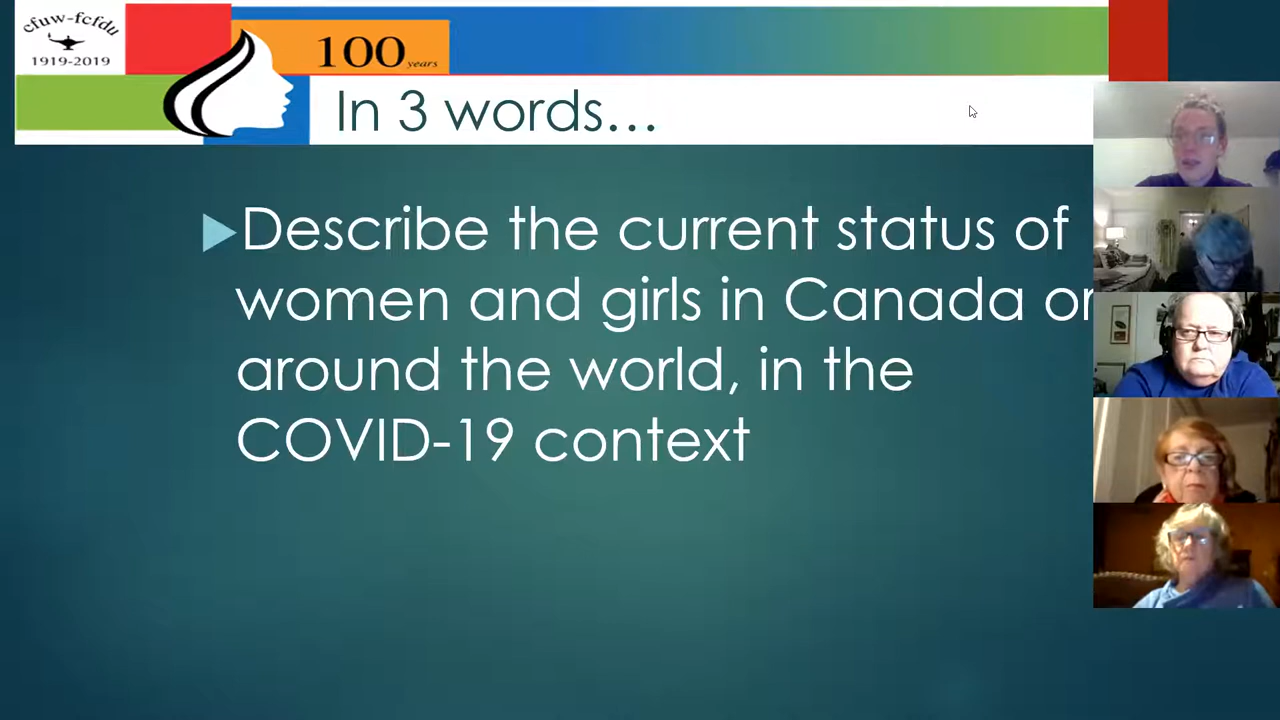 cfuw-fcfdu
1919-2019
100 years
In 3 words…
Describe the current status of
women and girls in Canada or
around the world, in the
COVID-19 context